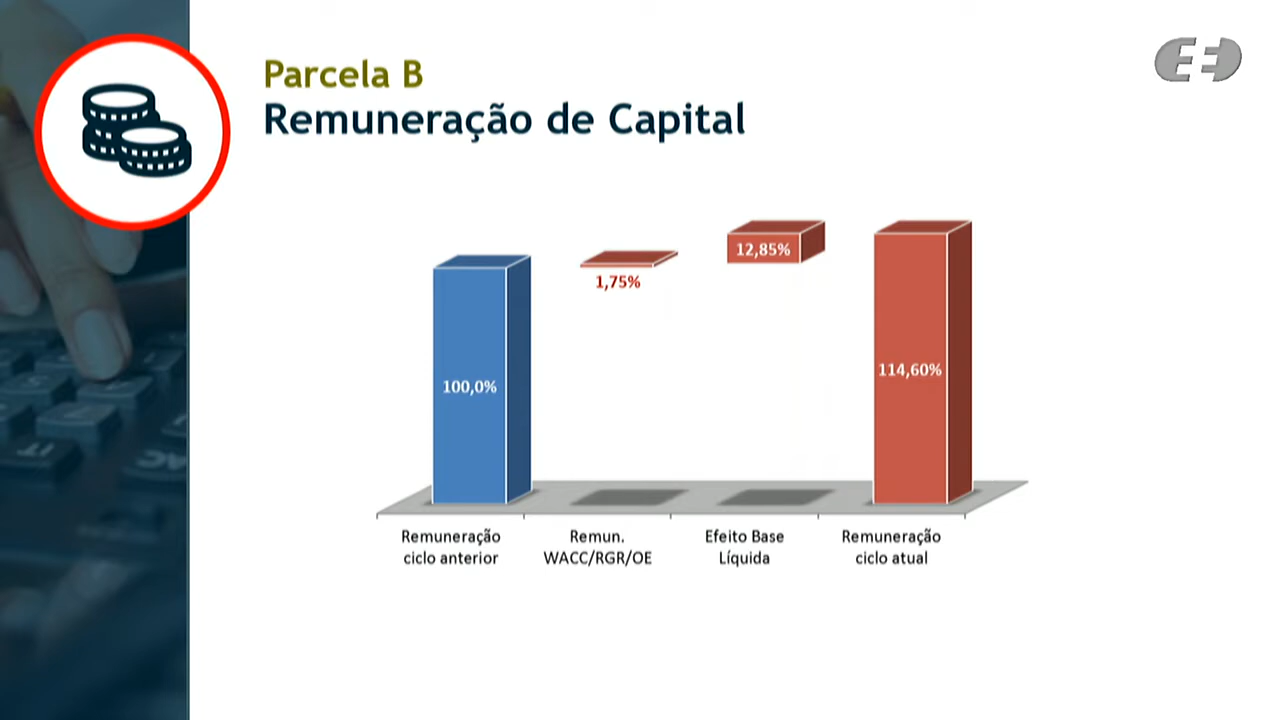 Parcela B
Remuneração de Capital
12,85%
1,75%
114,60%
100,0%
Remuneração
ciclo anterior
Remun.
WACC/RGR/OE
Efeito Base
Líquida
Remuneração
ciclo atual